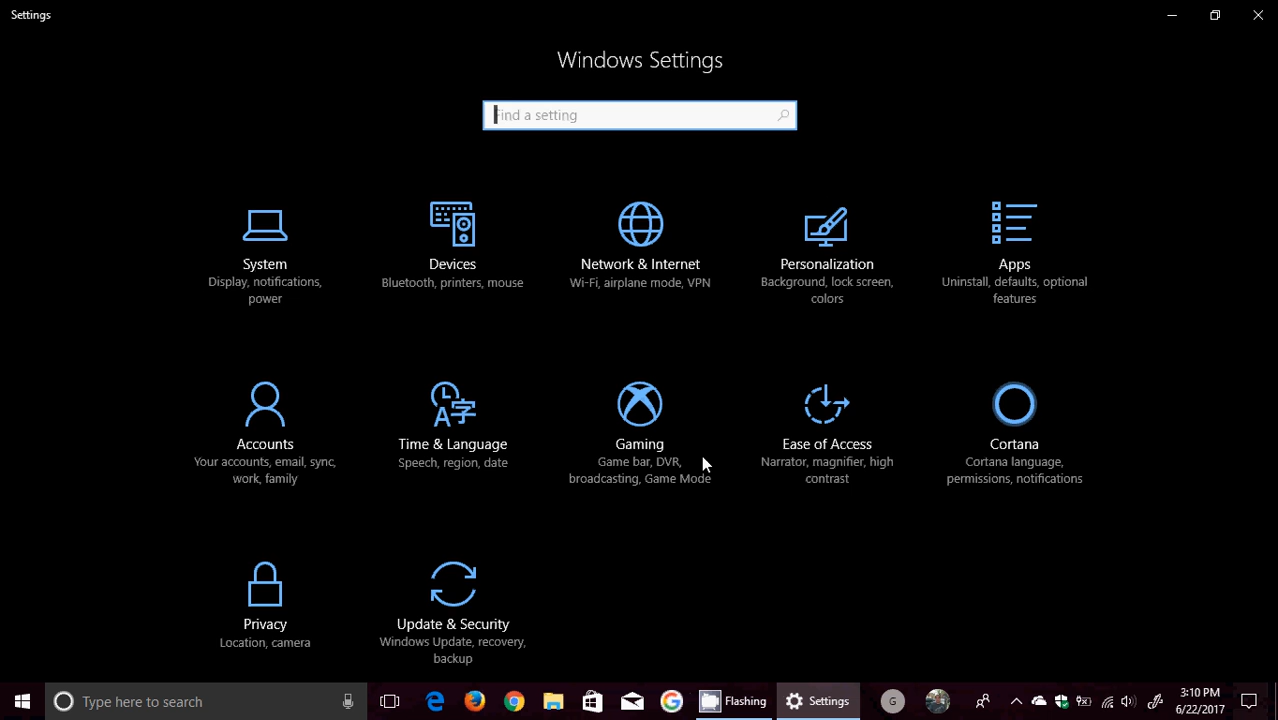 Settings
Windows Settings
Find a setting
System
Display, notifications,
power
Devices
Bluetooth, printers, mouse
Network & Internet
Wi-Fi, airplane mode, VPN
Personalization
Background, lock screen,
colors
Apps
Uninstall, defaults, optional
features
Accounts
Your accounts, email, sync,
work, family
Time & Language
Speech, region, date
Gaming
Game bar, DVR,
broadcasting, Game Mode
Ease of Access
Narrator, magnifier, high
contrast
Cortana
Cortana language,
permissions, notifications
Privacy
Location, camera
Update & Security
Windows Update, recovery,
backup
Type here to search
Flashing
Settings
G
3:10 PM
6/22/2017